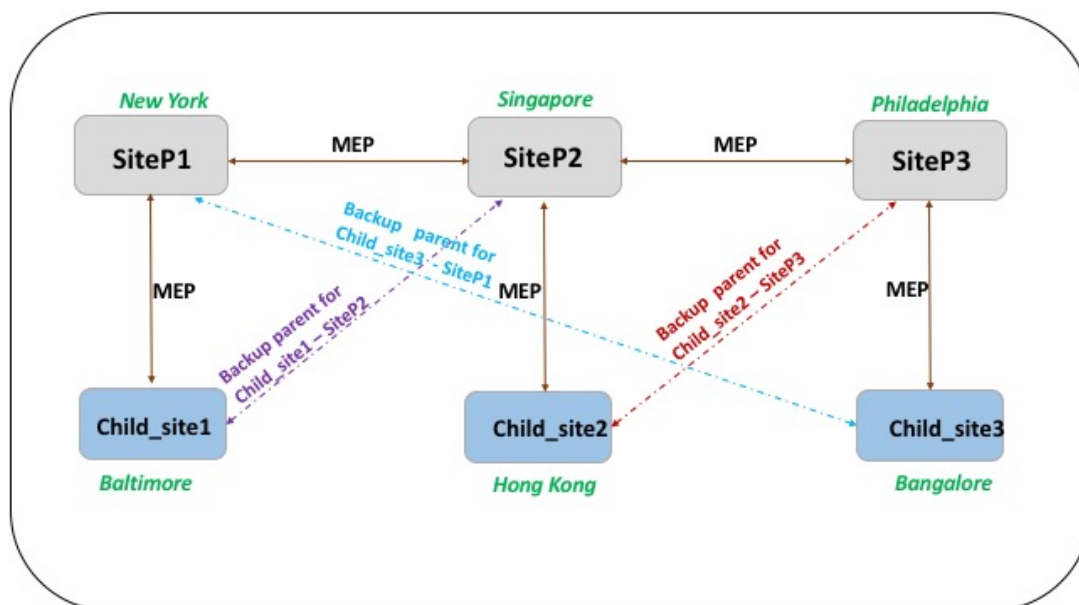 New York
Singapore
Philadelphia
SiteP1
MEP
SiteP2
MEP
SiteP3
Backup parent for
Child_site3 - SiteP1
Backup parent for
Child_site1 – SiteP2
Backup parent for
Child_site2 – SiteP3
MEP
MEP
MEP
Child_site1
Child_site2
Child_site3
Baltimore
Hong Kong
Bangalore